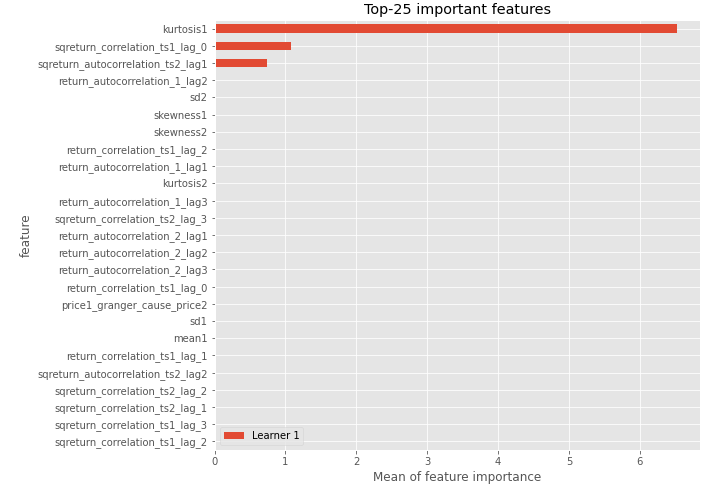 Top-25 important features
kurtosis1
sqreturn_correlation_ts1_lag_0
sqreturn_autocorrelation_ts2_lag1
return_autocorrelation_1_lag2
sd2
skewness1
skewness2
return_correlation_ts1_lag_2
return_autocorrelation_1_lag1
kurtosis2
return_autocorrelation_1_lag3
sqreturn_correlation_ts2_lag_3
return_autocorrelation_2_lag1
return_autocorrelation_2_lag2
return_autocorrelation_2_lag3
return_correlation_ts1_lag_0
price1_granger_cause_price2
sd1
mean1
return_correlation_ts1_lag_1
sqreturn_autocorrelation_ts2_lag2
sqreturn_correlation_ts2_lag_2
sqreturn_correlation_ts2_lag_1
sqreturn_correlation_ts1_lag_3
sqreturn_correlation_ts1_lag_2
feature
Learner 1
0 1 2 3 4 5 6
Mean of feature importance